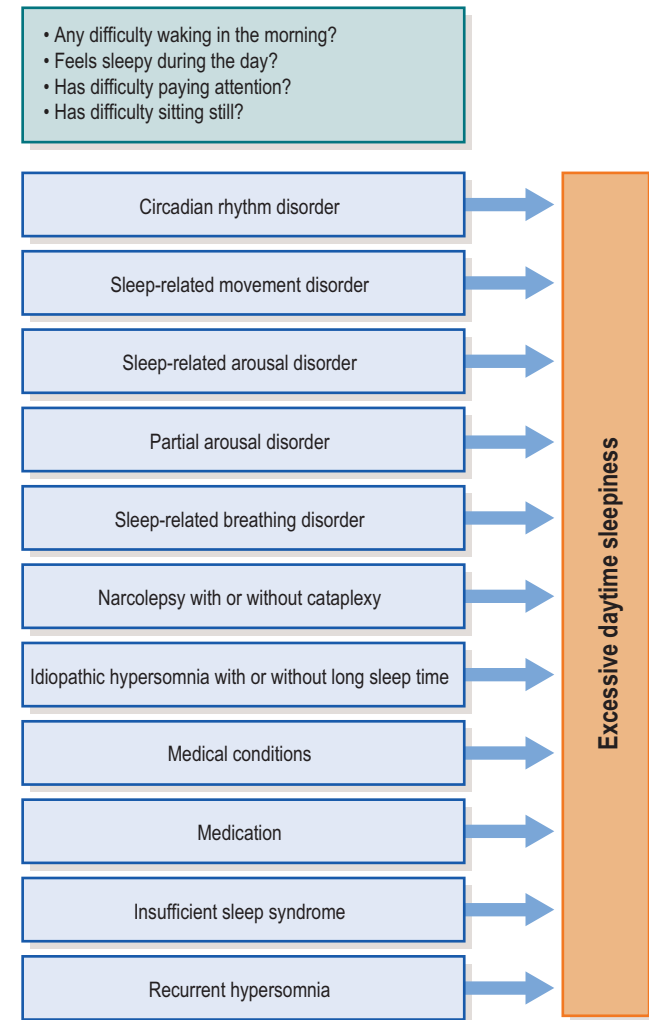 • Any difficulty waking in the morning?
• Feels sleepy during the day?
• Has difficulty paying attention?
• Has difficulty sitting still?
Circadian rhythm disorder
Sleep-related movement disorder
Sleep-related arousal disorder
Partial arousal disorder
Sleep-related breathing disorder
Narcolepsy with or without cataplexy
Idiopathic hypersomnia with or without long sleep time
Medical conditions
Medication
Insufficient sleep syndrome
Recurrent hypersomnia
Excessive daytime sleepiness